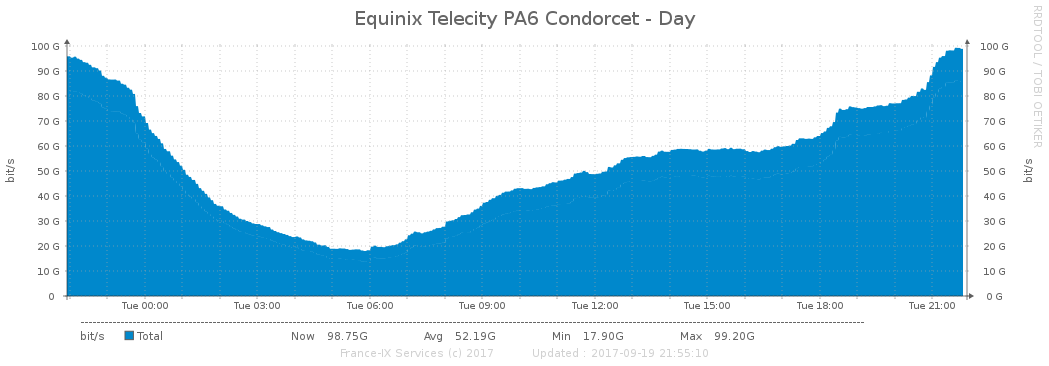 Equinix Telecity PA6 Condorcet - Day
RRDTOOL / TOBI OETIKER
100 G 100 G
90 G 90 G
80 G 80 G
70 G 70 G
60 G 60 G
50 G 50 G
40 G 40 G
30 G 30 G
20 G 20 G
10 G 10 G
0 0 G
bit/s bit/s
Tue 00:00 Tue 03:00 Tue 06:00 Tue 09:00 Tue 12:00 Tue 15:00 Tue 18:00 Tue 21:00
bit/s Total Now 98.75G Avg 52.19G Min 17.90G Max 99.20G
France-IX Services (c) 2017 Updated : 2017-09-19 21:55:10